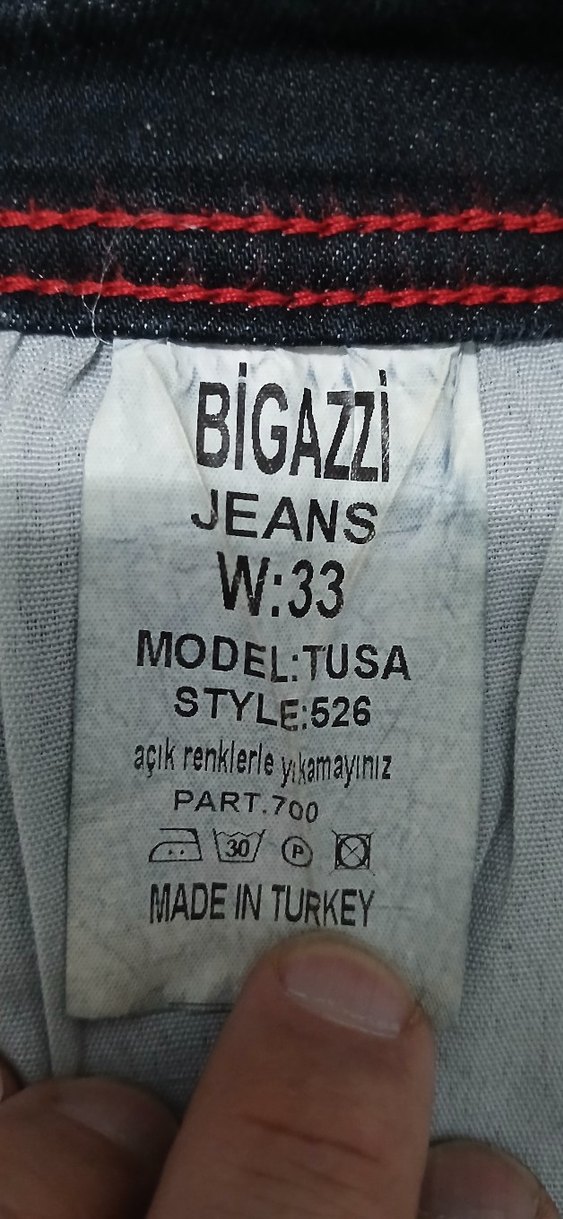 BİGAZZİ
JEANS
W:33
MODEL:TUSA
STYLE:526
açık renklerle yıkamayınız
PART.700
30 P
MADE IN TURKEY